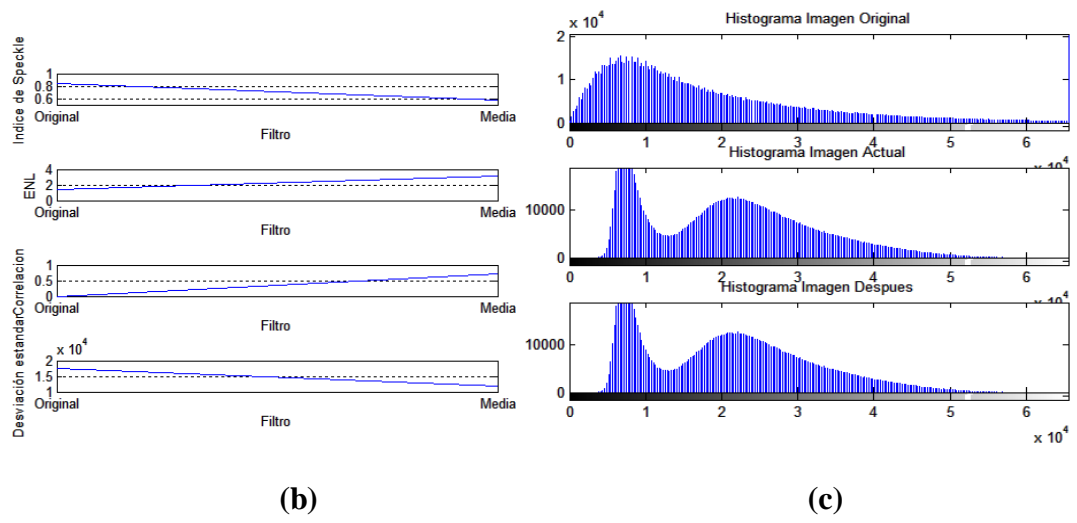 Indice de Speckle
1
0.8
0.6
Original Media
Filtro
ENL
4
2
0
Original Media
Filtro
Correlacion
1
0.5
0
Original Media
Filtro
Desviación estandar
x 10^4
2
1.5
1
Original Media
Filtro
(b)
Histograma Imagen Original
x 10^4
2
1
0
0 1 2 3 4 5 6
x 10^4
Histograma Imagen Actual
10000
0
0 1 2 3 4 5 6
Histograma Imagen Despues
10000
0
0 1 2 3 4 5 6
x 10^4
(c)